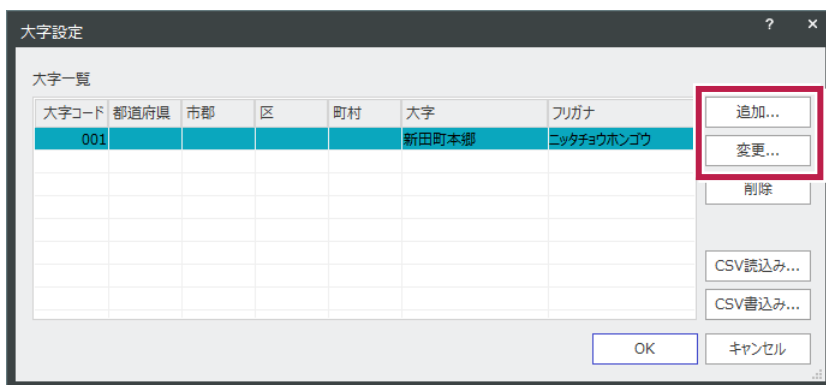 大字設定
? ×
大字一覧
大字コード 都道府県 市郡 区 町村 大字 フリガナ
001 新田町本郷 ニッタチョウホンゴウ
追加...
変更...
削除
CSV読込み...
CSV書込み...
OK キャンセル